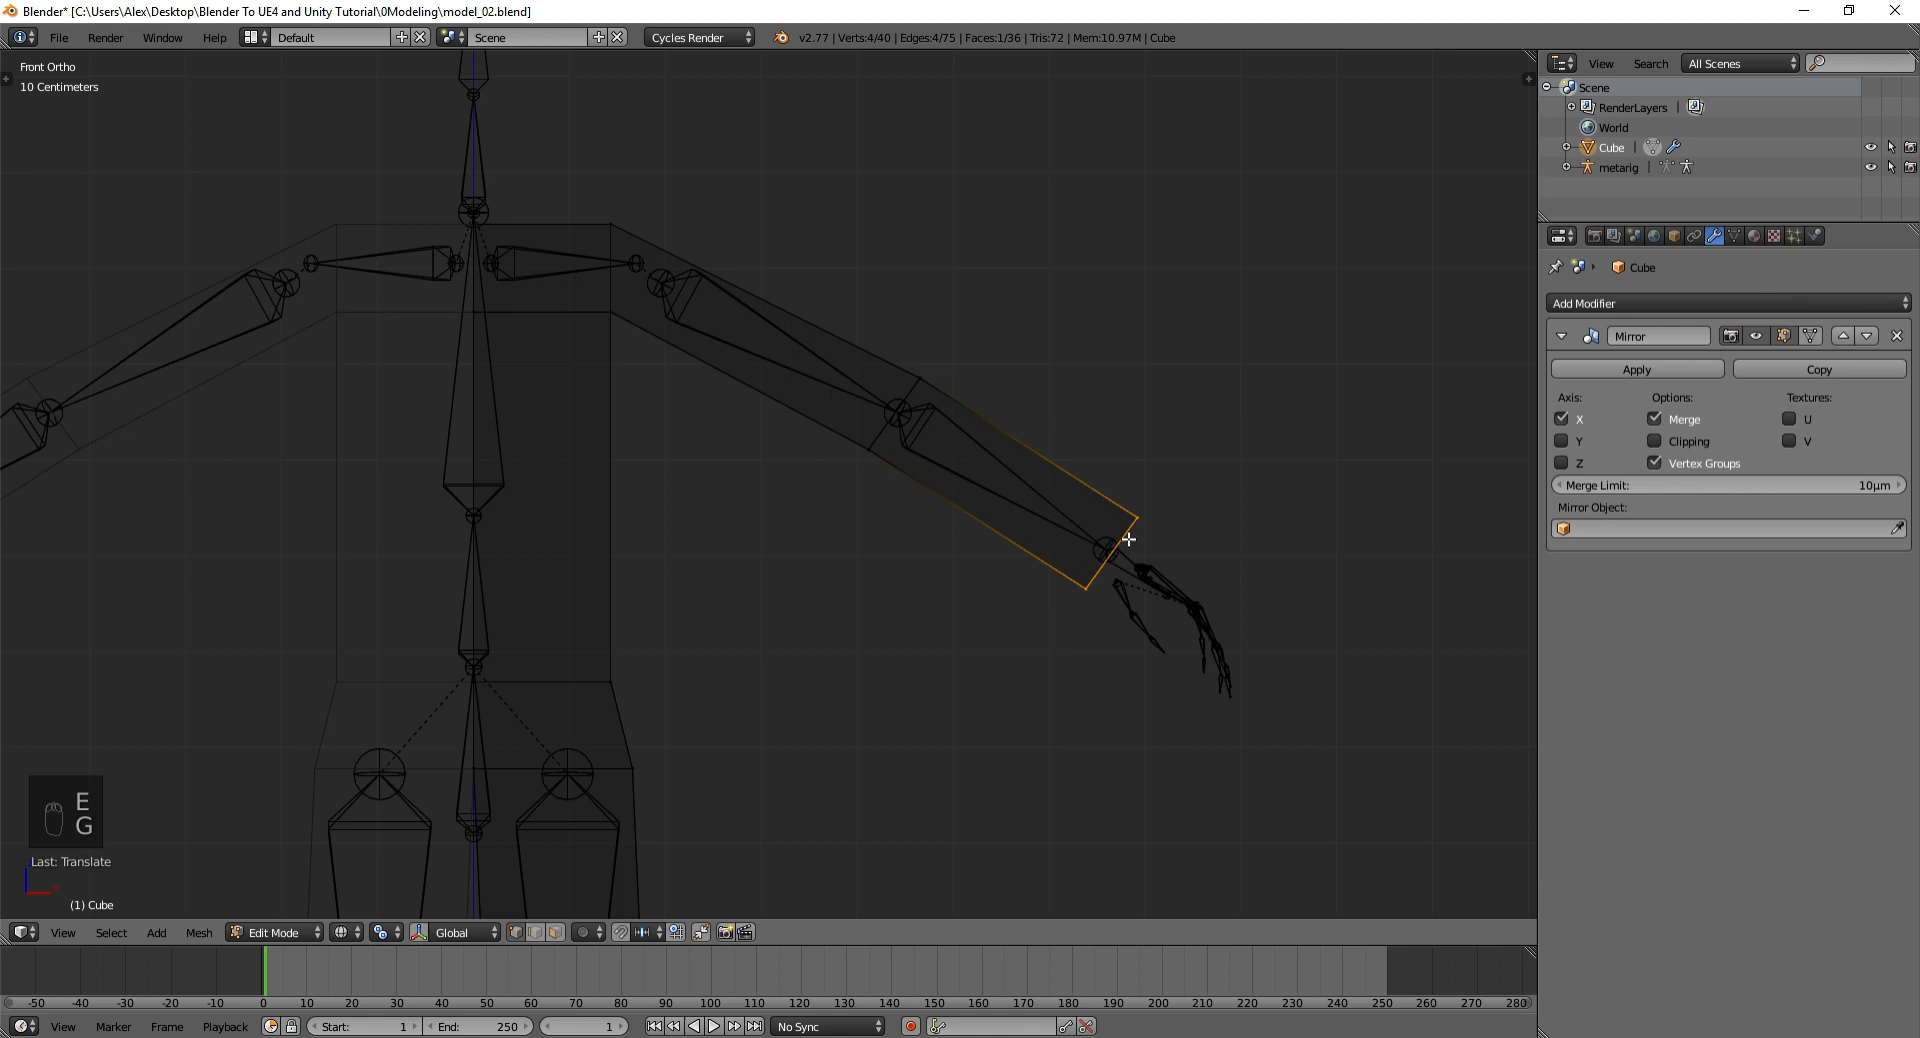 Blender* [C:\Users\Alex\Desktop\Blender To UE4 and Unity Tutorial\0Modeling\model_02.blend]
File Render Window Help Default Scene Cycles Render v2.77 | Verts:4/40 | Edges:4/75 | Faces:1/36 | Tris:72 | Mem:10.97M | Cube
Front Ortho
10 Centimeters
View Search All Scenes
Scene
RenderLayers |
World
Cube |
metarig |
Cube
Add Modifier
Mirror
Apply Copy
Axis: Options: Textures:
X Merge U
Y Clipping V
Z Vertex Groups
Merge Limit: 10µm
Mirror Object:
E
G
Last: Translate
(1) Cube
View Select Add Mesh Edit Mode Global
-50 -40 -30 -20 -10 0 10 20 30 40 50 60 70 80 90 100 110 120 130 140 150 160 170 180 190 200 210 220 230 240 250 260 270 280
View Marker Frame Playback Start: 1 End: 250 1 No Sync